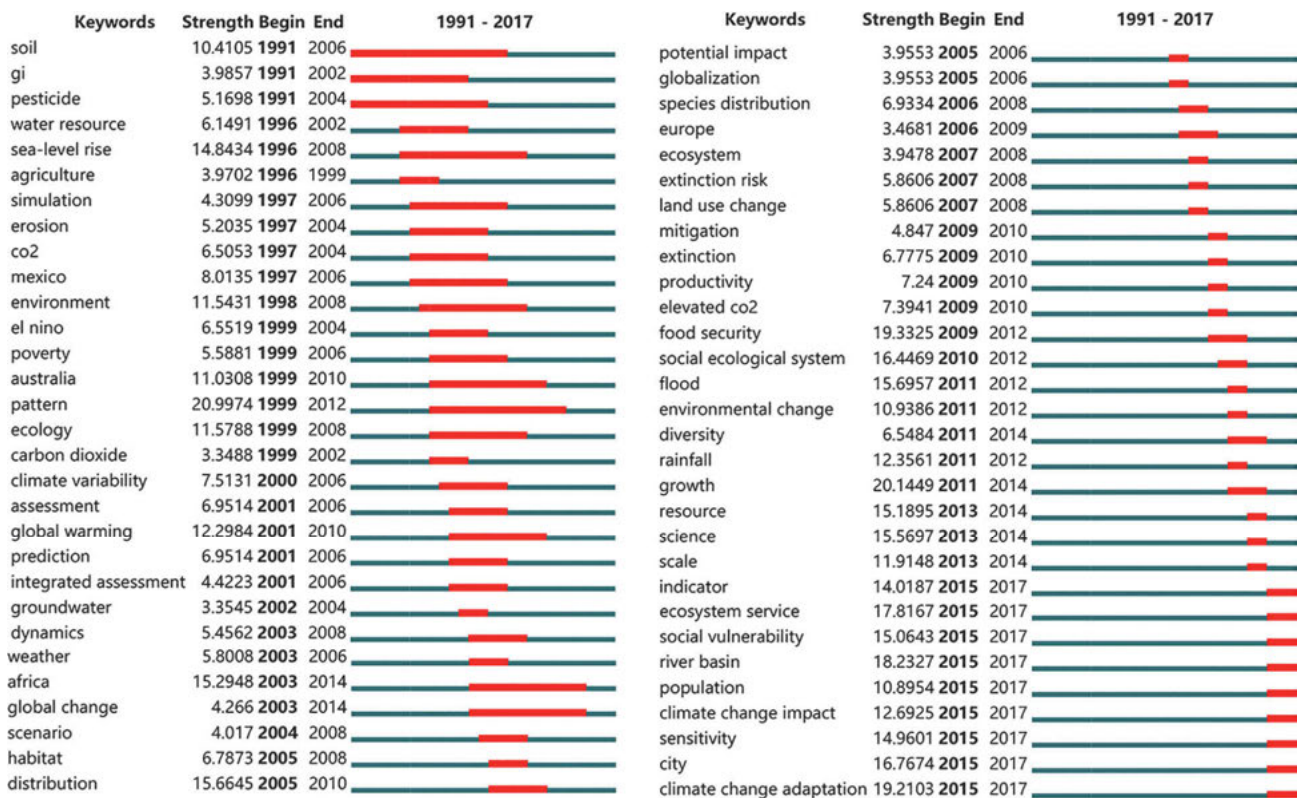 Keywords Strength Begin End 1991 - 2017
soil 10.4105 1991 2006
gi 3.9857 1991 2002
pesticide 5.1698 1991 2004
water resource 6.1491 1996 2002
sea-level rise 14.8434 1996 2008
agriculture 3.9702 1996 1999
simulation 4.3099 1997 2006
erosion 5.2035 1997 2004
co2 6.5053 1997 2004
mexico 8.0135 1997 2006
environment 11.5431 1998 2008
el nino 6.5519 1999 2004
poverty 5.5881 1999 2006
australia 11.0308 1999 2010
pattern 20.9974 1999 2012
ecology 11.5788 1999 2008
carbon dioxide 3.3488 1999 2002
climate variability 7.5131 2000 2006
assessment 6.9514 2001 2006
global warming 12.2984 2001 2010
prediction 6.9514 2001 2006
integrated assessment 4.4223 2001 2006
groundwater 3.3545 2002 2004
dynamics 5.4562 2003 2008
weather 5.8008 2003 2006
africa 15.2948 2003 2014
global change 4.266 2003 2014
scenario 4.017 2004 2008
habitat 6.7873 2005 2008
distribution 15.6645 2005 2010
Keywords Strength Begin End 1991 - 2017
potential impact 3.9553 2005 2006
globalization 3.9553 2005 2006
species distribution 6.9334 2006 2008
europe 3.4681 2006 2009
ecosystem 3.9478 2007 2008
extinction risk 5.8606 2007 2008
land use change 5.8606 2007 2008
mitigation 4.847 2009 2010
extinction 6.7775 2009 2010
productivity 7.24 2009 2010
elevated co2 7.3941 2009 2010
food security 19.3325 2009 2012
social ecological system 16.4469 2010 2012
flood 15.6957 2011 2012
environmental change 10.9386 2011 2012
diversity 6.5484 2011 2014
rainfall 12.3561 2011 2012
growth 20.1449 2011 2014
resource 15.1895 2013 2014
science 15.5697 2013 2014
scale 11.9148 2013 2014
indicator 14.0187 2015 2017
ecosystem service 17.8167 2015 2017
social vulnerability 15.0643 2015 2017
river basin 18.2327 2015 2017
population 10.8954 2015 2017
climate change impact 12.6925 2015 2017
sensitivity 14.9601 2015 2017
city 16.7674 2015 2017
climate change adaptation 19.2103 2015 2017